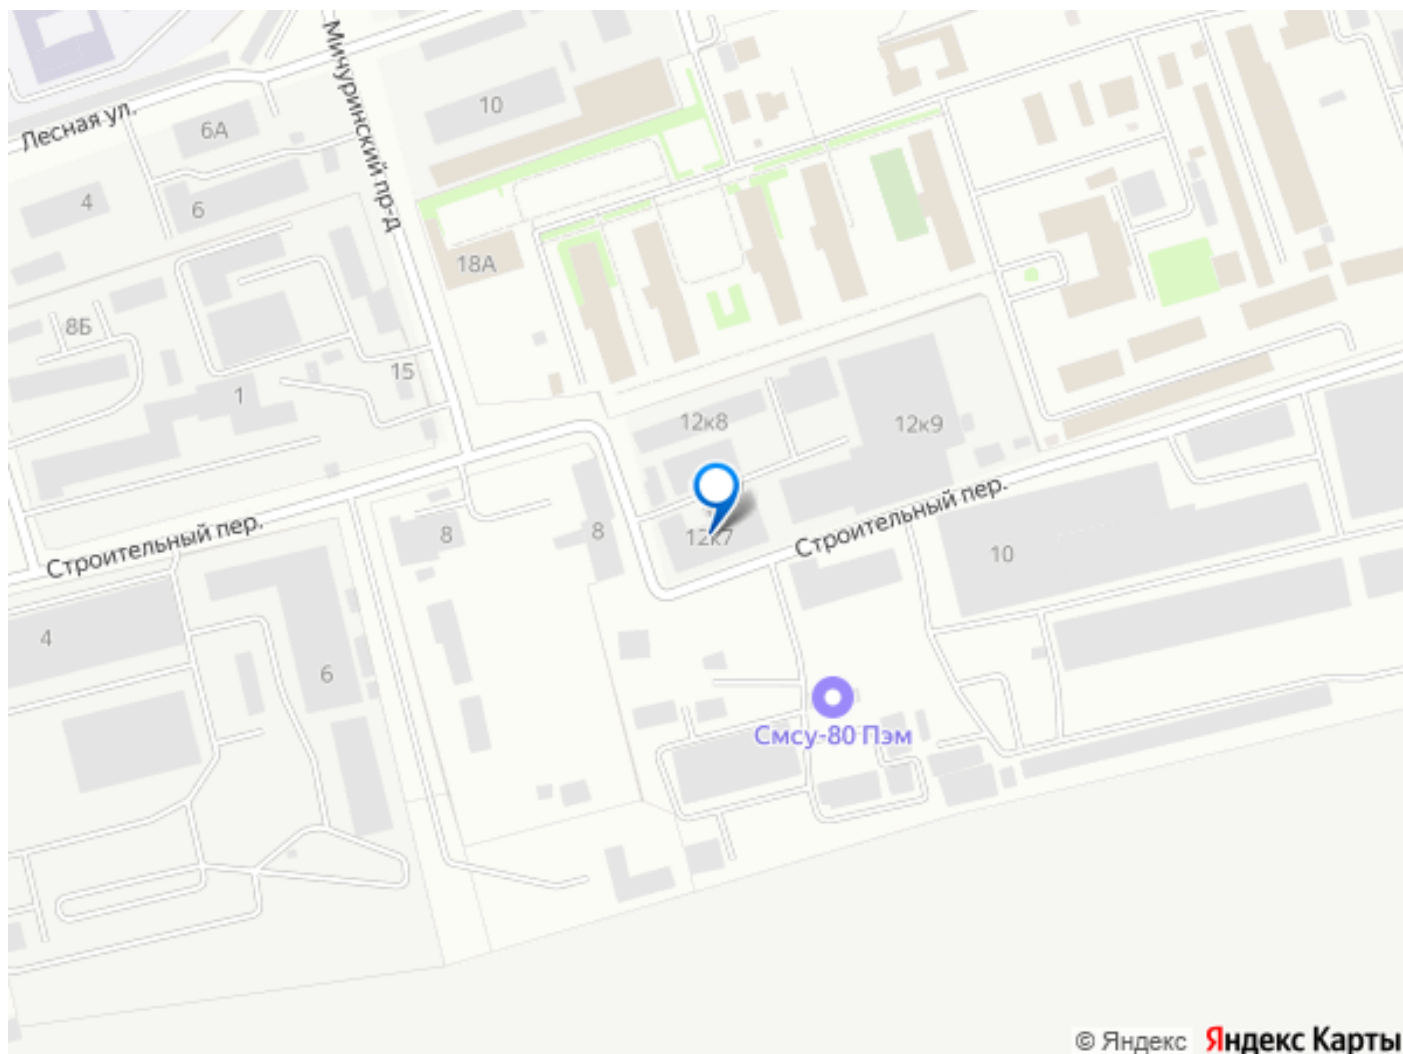 Мичуринский пр-д
Лесная ул.
10
6А
4
6
18А
8Б
15
1
12к8
12к9
Строительный пер.
Строительный пер.
8
8
12к7
10
4
6
Смсу-80 Пэм
© Яндекс Яндекс Карты